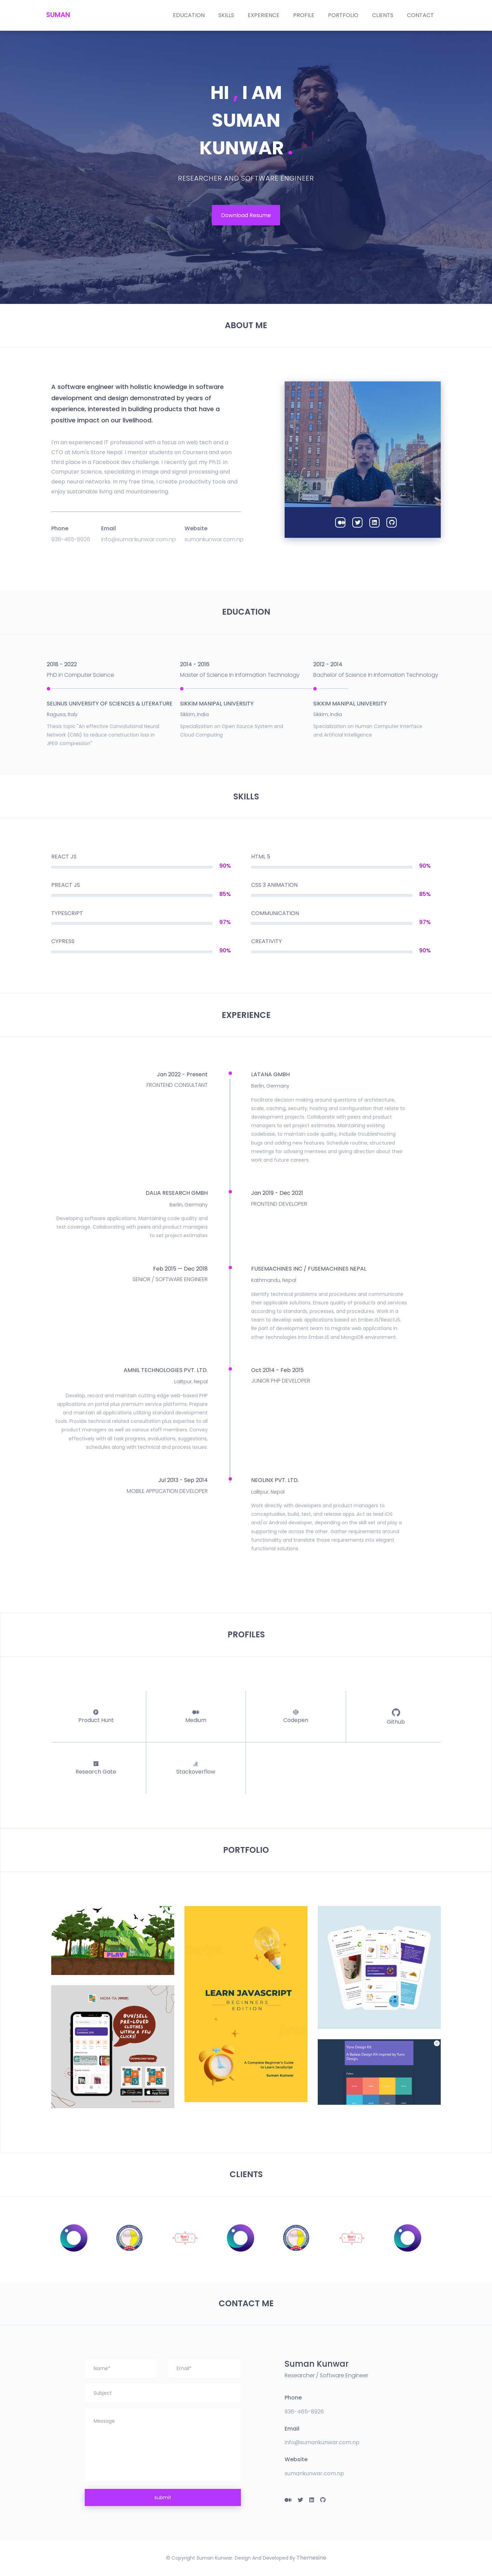 SUMAN
EDUCATION SKILLS EXPERIENCE PROFILE PORTFOLIO CLIENTS CONTACT
HI , I AM
SUMAN
KUNWAR .
RESEARCHER AND SOFTWARE ENGINEER
Download Resume
ABOUT ME
A software engineer with holistic knowledge in software
development and design demonstrated by years of
experience, interested in building products that have a
positive impact on our livelihood.
I'm an experienced IT professional with a focus on web tech and a
CTO at Mom's Store Nepal. I mentor students on Coursera and won
third place in a Facebook dev challenge. I recently got my Ph.D. in
Computer Science, specializing in image and signal processing and
deep neural networks. In my free time, I create productivity tools and
enjoy sustainable living and mountaineering.
Phone Email Website
936-465-8926 info@sumankunwar.com.np sumankunwar.com.np
EDUCATION
2018 - 2022
PhD in Computer Science
SELINUS UNIVERSITY OF SCIENCES & LITERATURE
Ragusa, Italy
Thesis topic "An effective Convolutional Neural
Network (CNN) to reduce construction loss in
JPEG compression"
2014 - 2016
Master of Science In Information Technology
SIKKIM MANIPAL UNIVERSITY
Sikkim, India
Specialization on Open Source System and
Cloud Computing
2012 - 2014
Bachelor of Science In Information Technology
SIKKIM MANIPAL UNIVERSITY
Sikkim, India
Specialization on Human Computer Interface
and Artificial Intelligence
SKILLS
REACT JS
90%
HTML 5
90%
PREACT JS
85%
CSS 3 ANIMATION
85%
TYPESCRIPT
97%
COMMUNICATION
97%
CYPRESS
90%
CREATIVITY
90%
EXPERIENCE
Jan 2022 - Present
FRONTEND CONSULTANT
LATANA GMBH
Berlin, Germany
Facilitate decision making around questions of architecture,
scale, caching, security, hosting and configuration that relate to
development projects. Collaborate with peers and product
managers to set project estimates. Maintaining existing
codebase, to maintain code quality, include troubleshooting
bugs and adding new features. Schedule routine, structured
meetings for advising mentees and giving direction about their
work and future careers.
DALIA RESEARCH GMBH
Berlin, Germany
Developing software applications. Maintaining code quality and
test coverage. Collaborating with peers and product managers
to set project estimates
Jan 2019 - Dec 2021
FRONTEND DEVELOPER
Feb 2015 — Dec 2018
SENIOR / SOFTWARE ENGINEER
FUSEMACHINES INC / FUSEMACHINES NEPAL
Kathmandu, Nepal
Identify technical problems and procedures and communicate
their applicable solutions. Ensure quality of products and services
according to standards, processes, and procedures. Work in a
team to develop web applications based on EmberJS/ReactJS.
Be part of development team to migrate web applications in
other technologies into EmberJS and MongoDB environment.
AMNIL TECHNOLOGIES PVT. LTD.
Lalitpur, Nepal
Develop, record and maintain cutting edge web-based PHP
applications on portal plus premium service platforms. Prepare
and maintain all applications utilizing standard development
tools. Provide technical related consultation plus expertise to all
product managers as well as various staff members. Convey
effectively with all task progress, evaluations, suggestions,
schedules along with technical and process issues.
Oct 2014 - Feb 2015
JUNIOR PHP DEVELOPER
Jul 2013 - Sep 2014
MOBILE APPLICATION DEVELOPER
NEOLINX PVT. LTD.
Lalitpur, Nepal
Work directly with developers and product managers to
conceptualise, build, test, and release apps. Act as lead iOS
and/or Android developer, depending on the skill set and play a
supporting role across the other. Gather requirements around
functionality and translate those requirements into elegant
functional solutions.
PROFILES
Product Hunt Medium Codepen Github
Research Gate Stackoverflow
PORTFOLIO
PLAY
MOM-TA APPARELS
BUY/SELL
PRE-LOVED
CLOTHES
WITHIN A FEW
CLICKS!
LEARN JAVASCRIPT
BEGINNERS
EDITION
A Complete Beginner's Guide
to Learn JavaScript
Suman Kunwar
CLIENTS
CONTACT ME
Name*
Email*
Subject
Message
submit
Suman Kunwar
Researcher / Software Engineer
Phone
936-465-8926
Email
info@sumankunwar.com.np
Website
sumankunwar.com.np
© Copyright Suman Kunwar. Design And Developed By Themesine